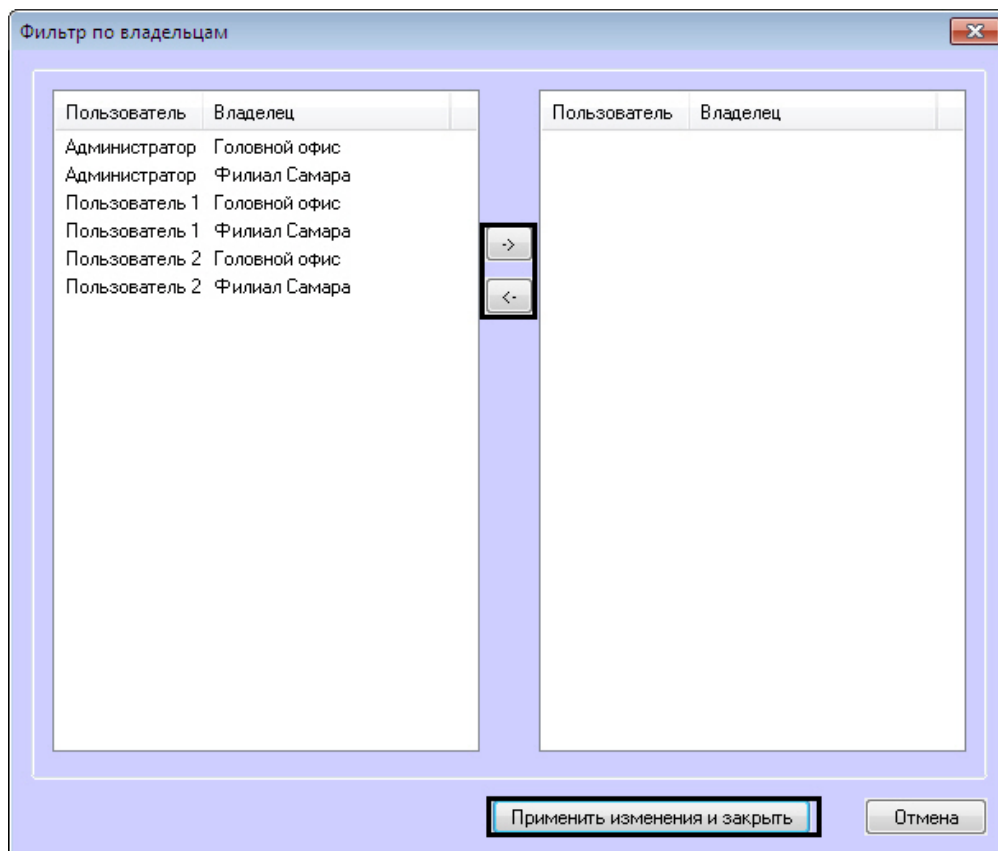 Фильтр по владельцам
Пользователь Владелец
Администратор Головной офис
Администратор Филиал Самара
Пользователь 1 Головной офис
Пользователь 1 Филиал Самара
Пользователь 2 Головной офис
Пользователь 2 Филиал Самара
->
<-
Пользователь Владелец
Применить изменения и закрыть
Отмена